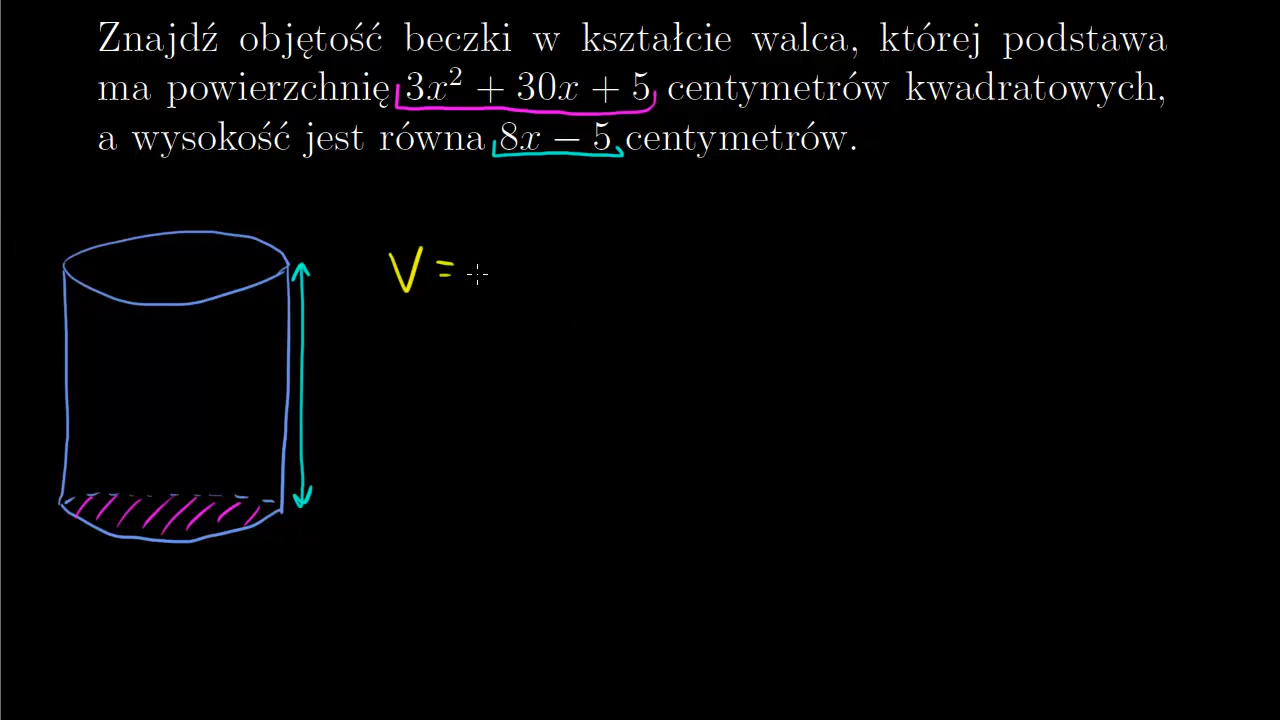 Znajdź objętość beczki w kształcie walca, której podstawa
ma powierzchnię 3x² + 30x + 5 centymetrów kwadratowych,
a wysokość jest równa 8x − 5 centymetrów.
V =